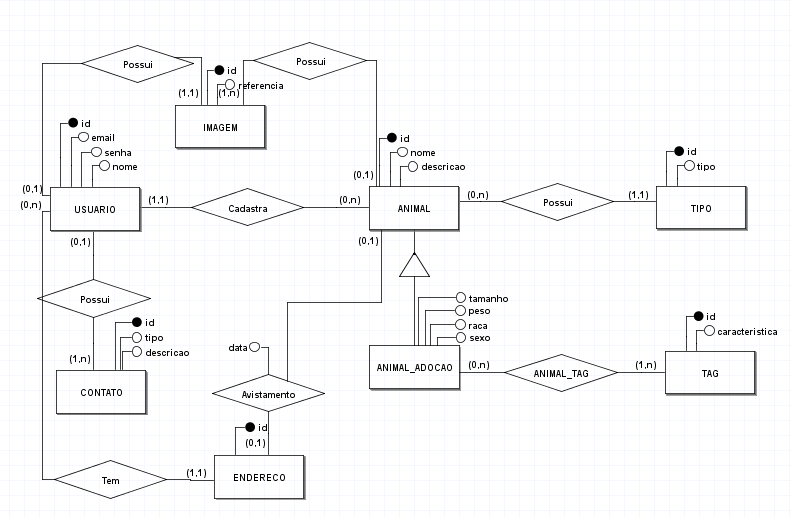 Possui
Possui
id
referencia
(1,1)
(1,n)
IMAGEM
id
email
senha
nome
id
nome
descricao
id
tipo
(0,1)
(0,1)
(0,n)
USUARIO
(1,1)
Cadastra
(0,n)
ANIMAL
(0,n)
Possui
(1,1)
TIPO
(0,1)
(0,1)
Possui
tamanho
peso
raca
sexo
id
tipo
descricao
id
caracteristica
data
(1,n)
CONTATO
ANIMAL_ADOCAO
(0,n)
ANIMAL_TAG
(1,n)
TAG
Avistamento
id
(0,1)
Tem
(1,1)
ENDERECO